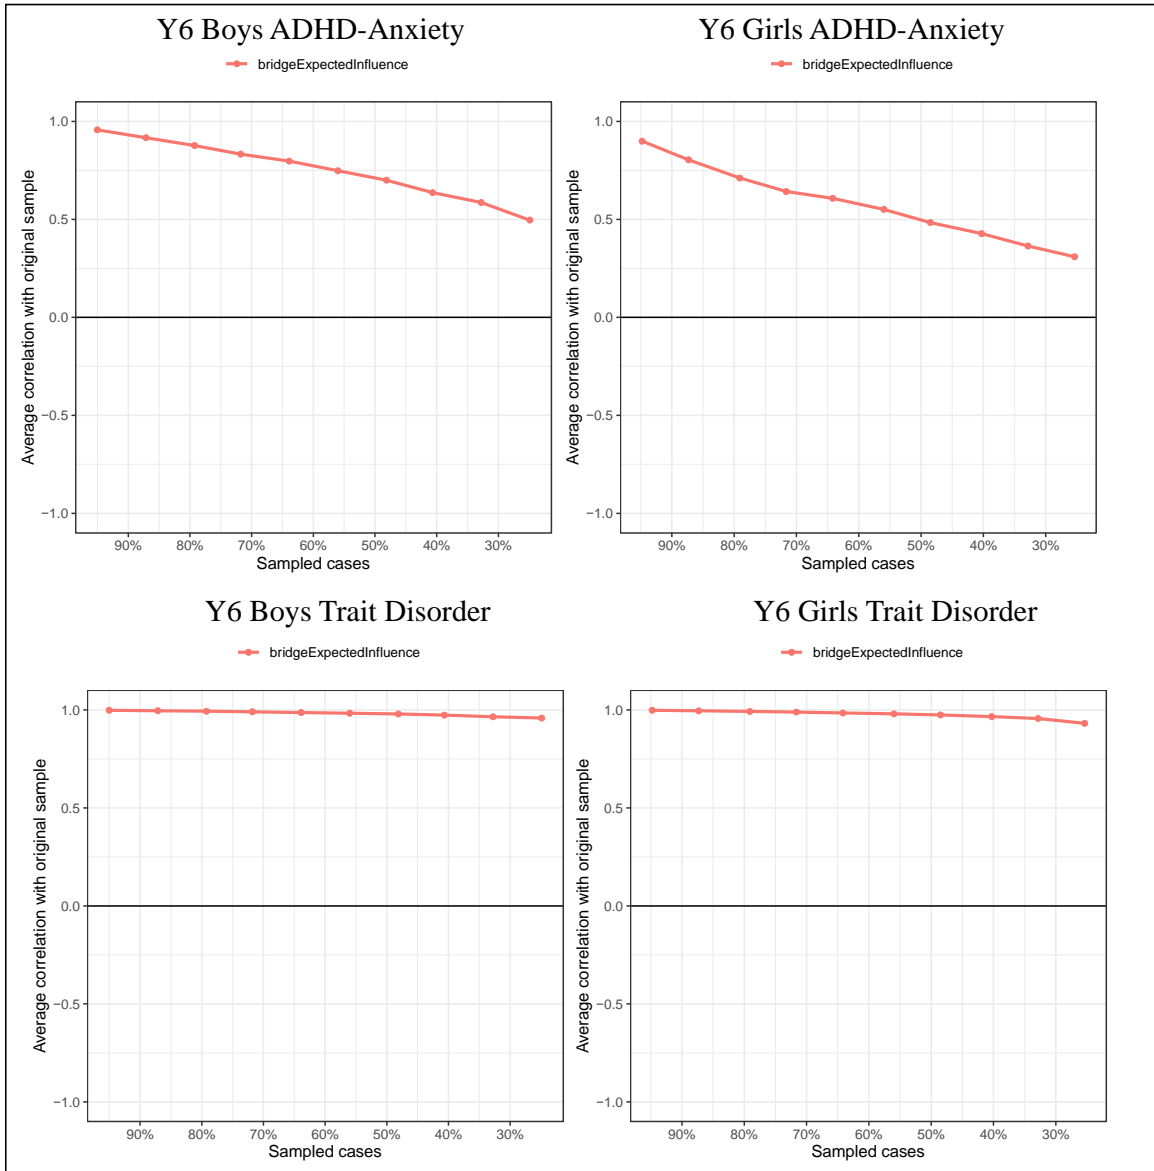 Y6 Boys ADHD-Anxiety
bridgeExpectedInfluence
Average correlation with original sample
1.0
0.5
0.0
−0.5
−1.0
90% 80% 70% 60% 50% 40% 30%
Sampled cases
Y6 Girls ADHD-Anxiety
bridgeExpectedInfluence
Average correlation with original sample
1.0
0.5
0.0
−0.5
−1.0
90% 80% 70% 60% 50% 40% 30%
Sampled cases
Y6 Boys Trait Disorder
bridgeExpectedInfluence
Average correlation with original sample
1.0
0.5
0.0
−0.5
−1.0
90% 80% 70% 60% 50% 40% 30%
Sampled cases
Y6 Girls Trait Disorder
bridgeExpectedInfluence
Average correlation with original sample
1.0
0.5
0.0
−0.5
−1.0
90% 80% 70% 60% 50% 40% 30%
Sampled cases